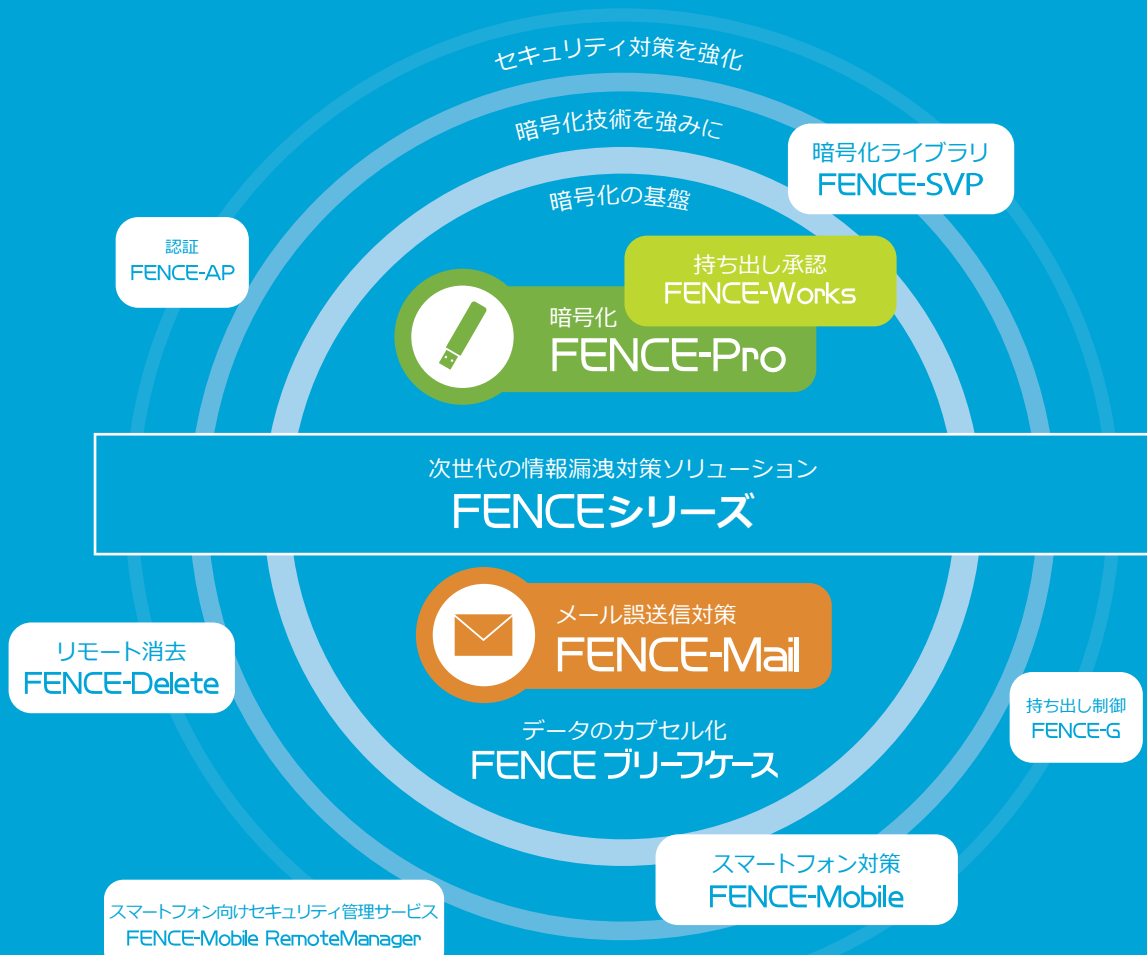 セキュリティ対策を強化
暗号化技術を強みに
暗号化の基盤
暗号化ライブラリ
FENCE-SVP
認証
FENCE-AP
持ち出し承認
FENCE-Works
暗号化
FENCE-Pro
次世代の情報漏洩対策ソリューション
FENCEシリーズ
メール誤送信対策
FENCE-Mail
リモート消去
FENCE-Delete
持ち出し制御
FENCE-G
データのカプセル化
FENCE ブリーフケース
スマートフォン対策
FENCE-Mobile
スマートフォン向けセキュリティ管理サービス
FENCE-Mobile RemoteManager